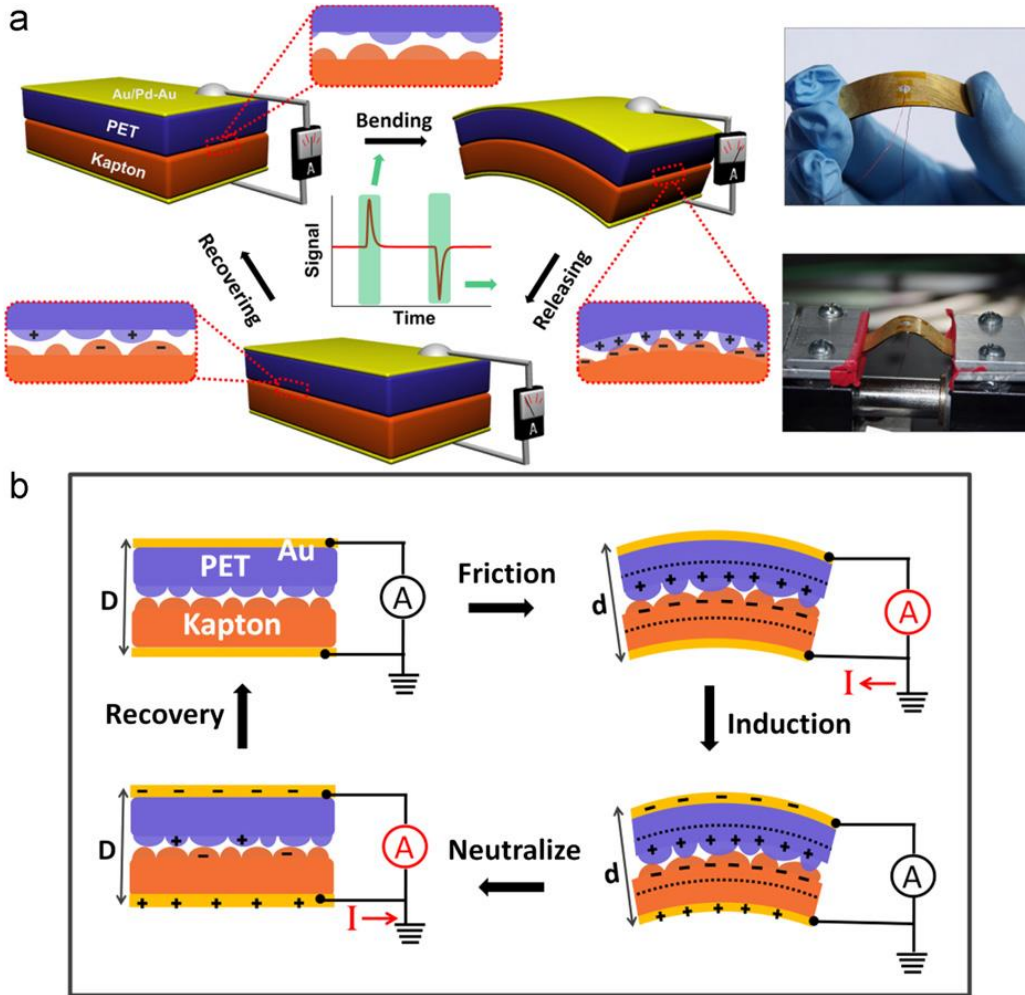 a
Au/Pd-Au
PET
Kapton
A
Bending
A
Signal
Time
Recovering
Releasing
+ +
- -
+ + + + + +
- - - - - - -
A
b
D
Au
PET
Kapton
A
Friction
d
+ + + + + + +
- - - - - - -
A
I
Recovery
Induction
D
- - - - -
+ +
- -
+ + + + +
A
I
Neutralize
d
- - - - -
+ + + + + + +
- - - - - - -
+ + + + +
A